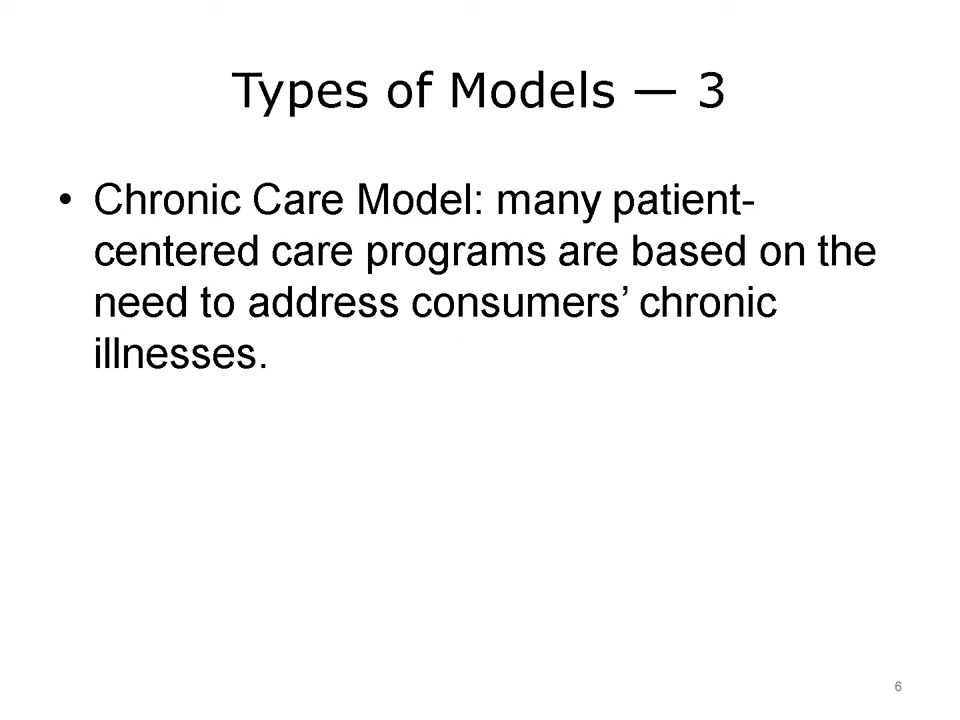 Types of Models — 3
• Chronic Care Model: many patient-
centered care programs are based on the
need to address consumers’ chronic
illnesses.
6